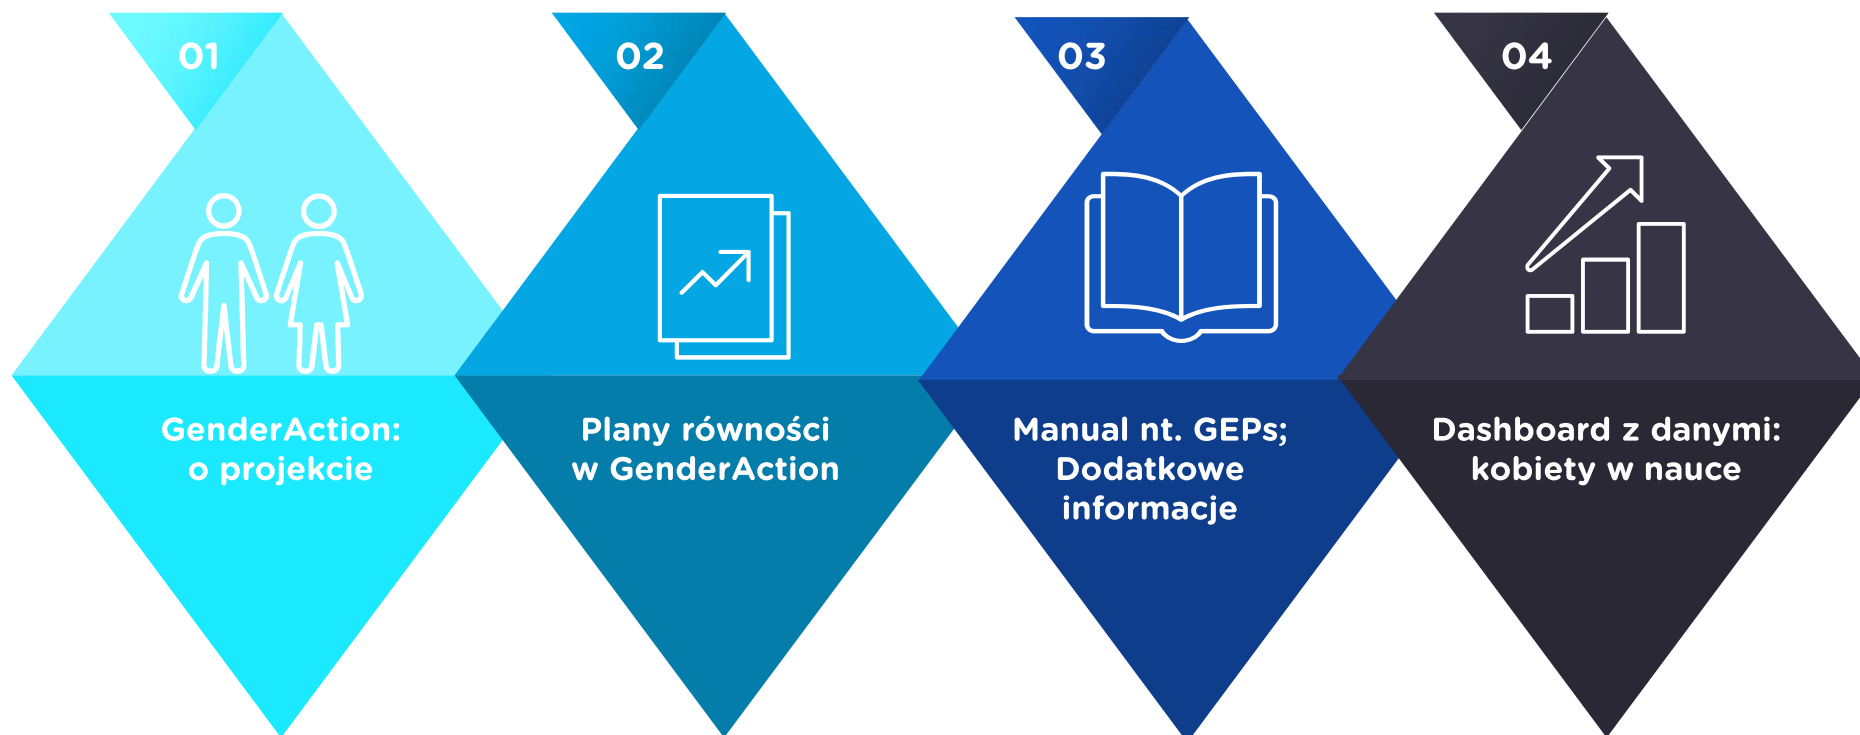 01
GenderAction:
o projekcie
02
Plany równości
w GenderAction
03
Manual nt. GEPs;
Dodatkowe
informacje
04
Dashboard z danymi:
kobiety w nauce